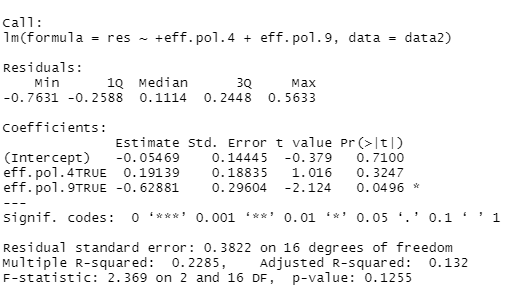 Call:
lm(formula = res ~ +eff.pol.4 + eff.pol.9, data = data2)
Residuals:
Min 1Q Median 3Q Max
-0.7631 -0.2588 0.1114 0.2448 0.5633
Coefficients:
Estimate Std. Error t value Pr(>|t|)
(Intercept) -0.05469 0.14445 -0.379 0.7100
eff.pol.4TRUE 0.19139 0.18835 1.016 0.3247
eff.pol.9TRUE -0.62881 0.29604 -2.124 0.0496 *
---
Signif. codes: 0 ‘***’ 0.001 ‘**’ 0.01 ‘*’ 0.05 ‘.’ 0.1 ‘ ’ 1
Residual standard error: 0.3822 on 16 degrees of freedom
Multiple R-squared: 0.2285, Adjusted R-squared: 0.132
F-statistic: 2.369 on 2 and 16 DF, p-value: 0.1255